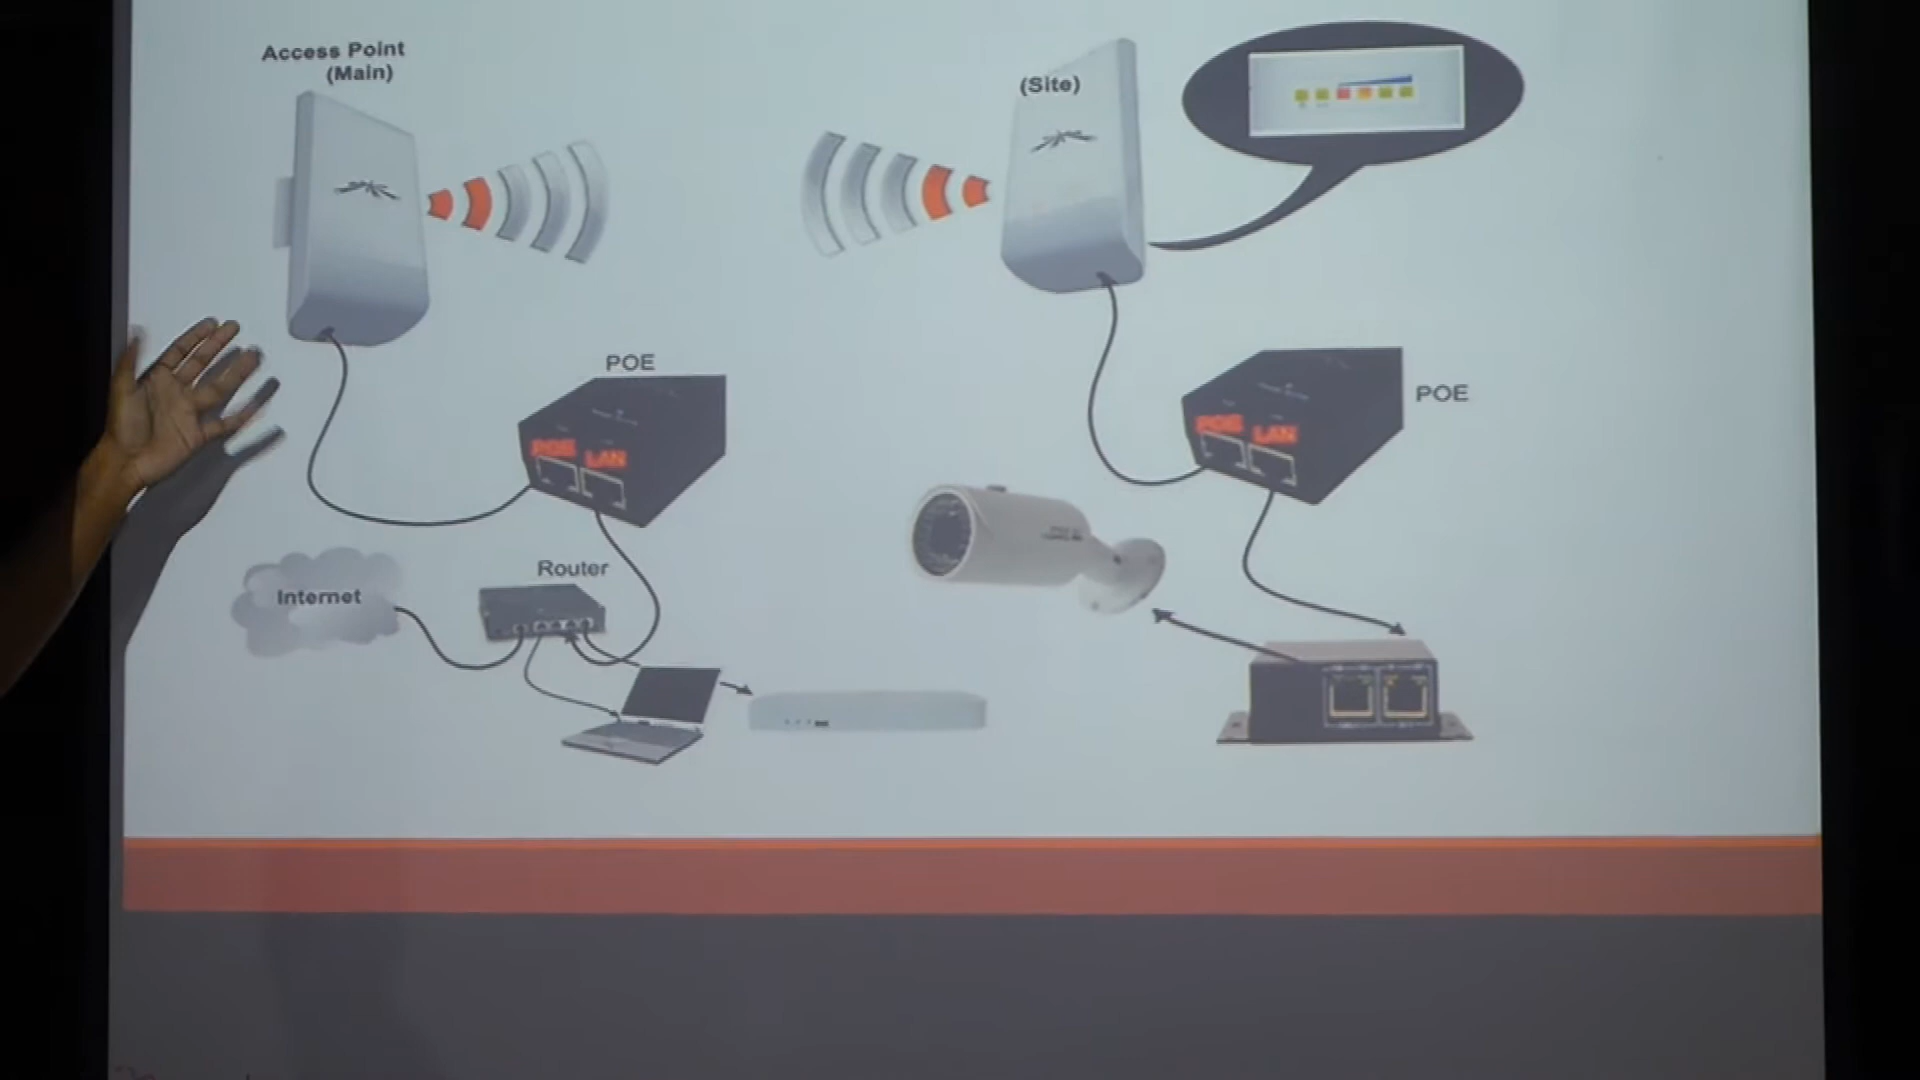 Access Point
(Main)
(Site)
POE
POE LAN
POE
POE LAN
Router
Internet